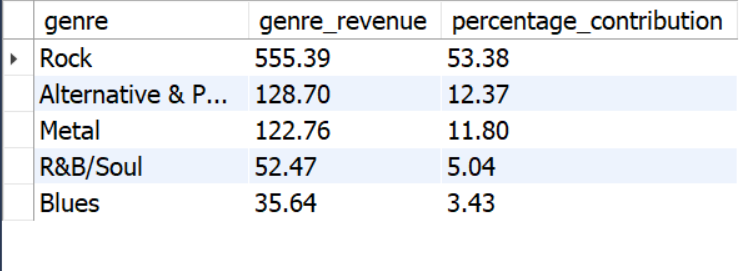 genre genre_revenue percentage_contribution
Rock 555.39 53.38
Alternative & P... 128.70 12.37
Metal 122.76 11.80
R&B/Soul 52.47 5.04
Blues 35.64 3.43